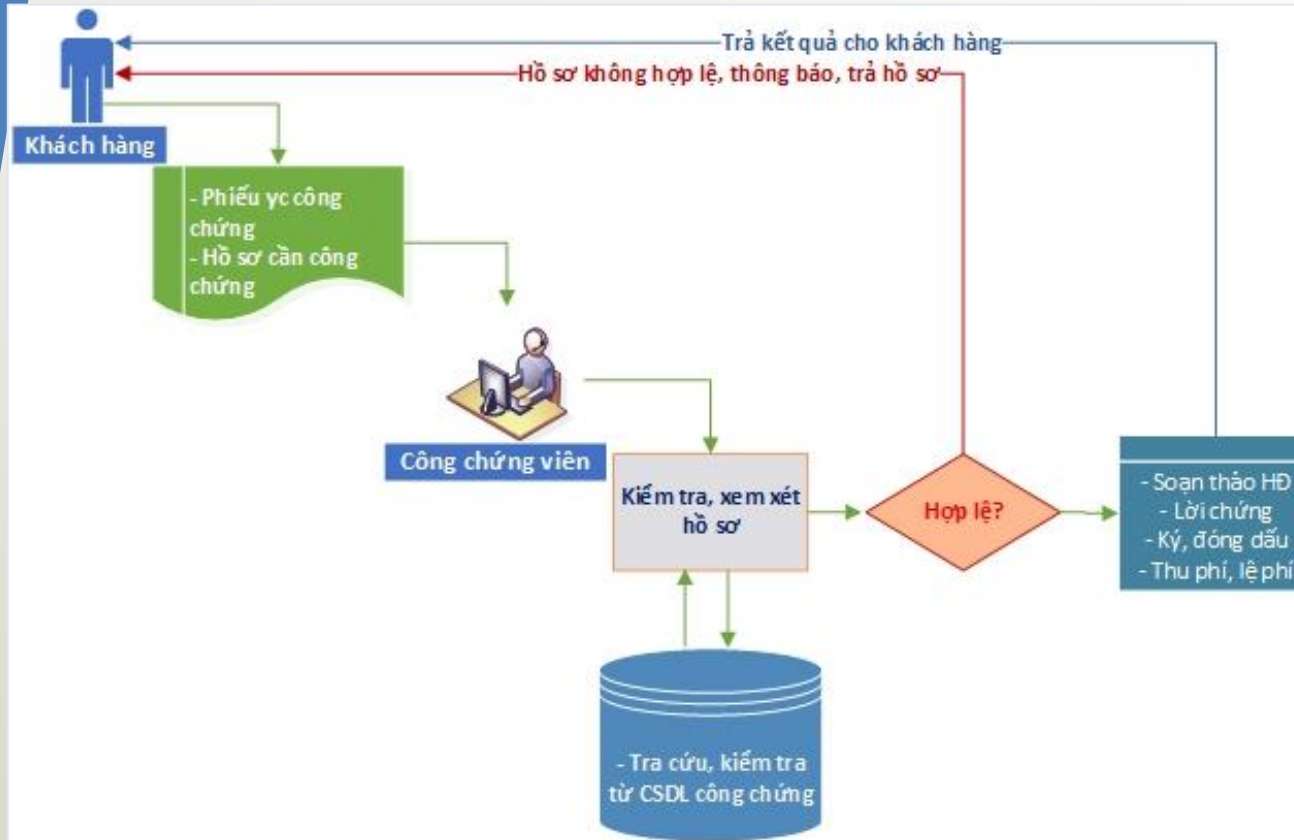 Trả kết quả cho khách hàng
Hồ sơ không hợp lệ, thông báo, trả hồ sơ
Khách hàng
- Phiếu yc công
chứng
- Hồ sơ cần công
chứng
Công chứng viên
Kiểm tra, xem xét
hồ sơ
Hợp lệ?
- Soạn thảo HĐ
- Lời chứng
- Ký, đóng dấu
- Thu phí, lệ phí
- Tra cứu, kiểm tra
từ CSDL công chứng